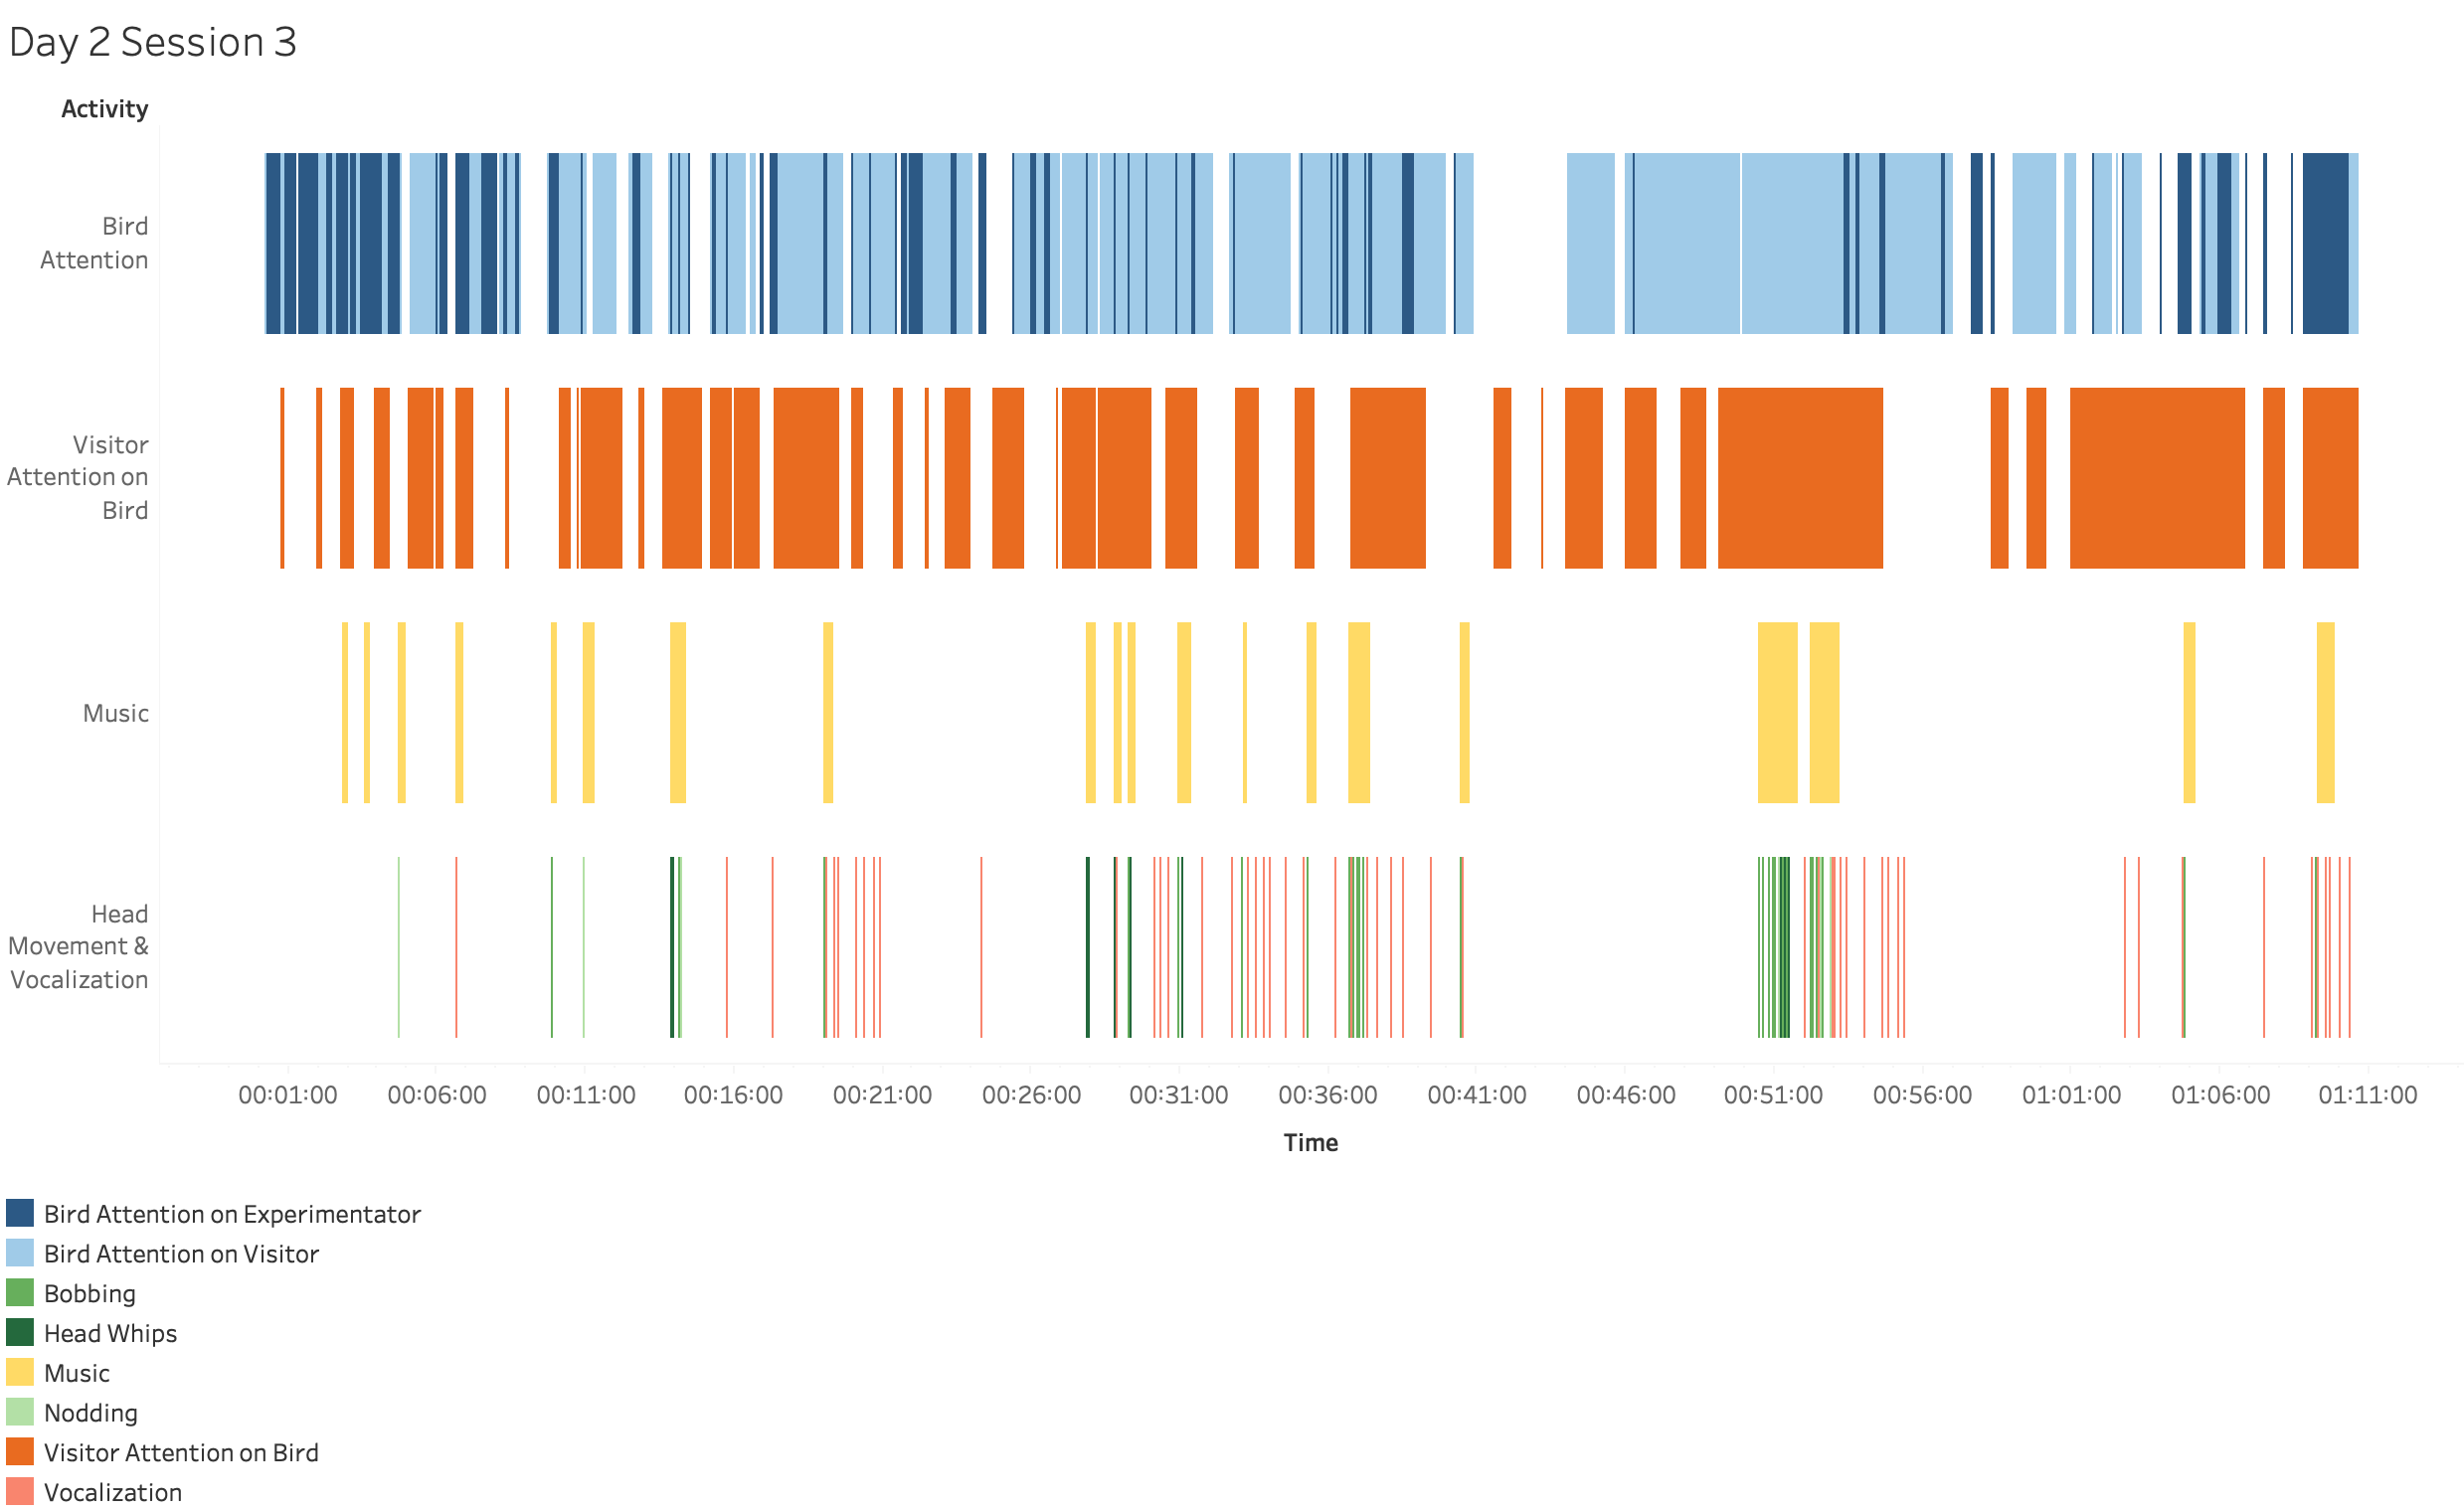 Day 2 Session 3
Activity
Bird
Attention
Visitor
Attention on
Bird
Music
Head
Movement &
Vocalization
00:01:00 00:06:00 00:11:00 00:16:00 00:21:00 00:26:00 00:31:00 00:36:00 00:41:00 00:46:00 00:51:00 00:56:00 01:01:00 01:06:00 01:11:00
Time
Bird Attention on Experimentator
Bird Attention on Visitor
Bobbing
Head Whips
Music
Nodding
Visitor Attention on Bird
Vocalization